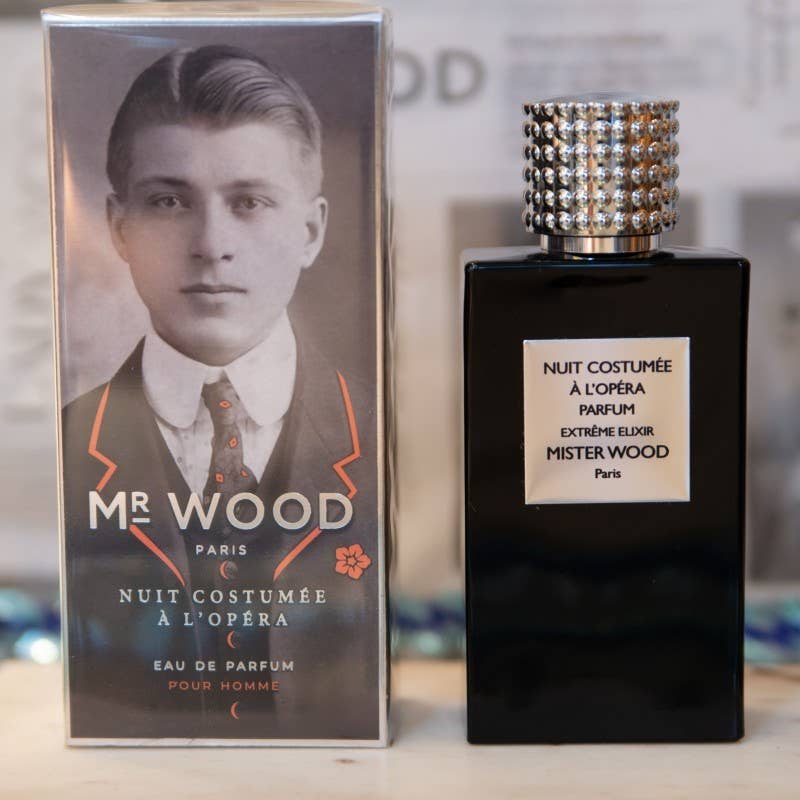 MR WOOD
PARIS
NUIT COSTUMÉE
À L'OPÉRA
EAU DE PARFUM
POUR HOMME
NUIT COSTUMÉE
À L'OPÉRA
PARFUM
EXTRÊME ELIXIR
MISTER WOOD
Paris
OD